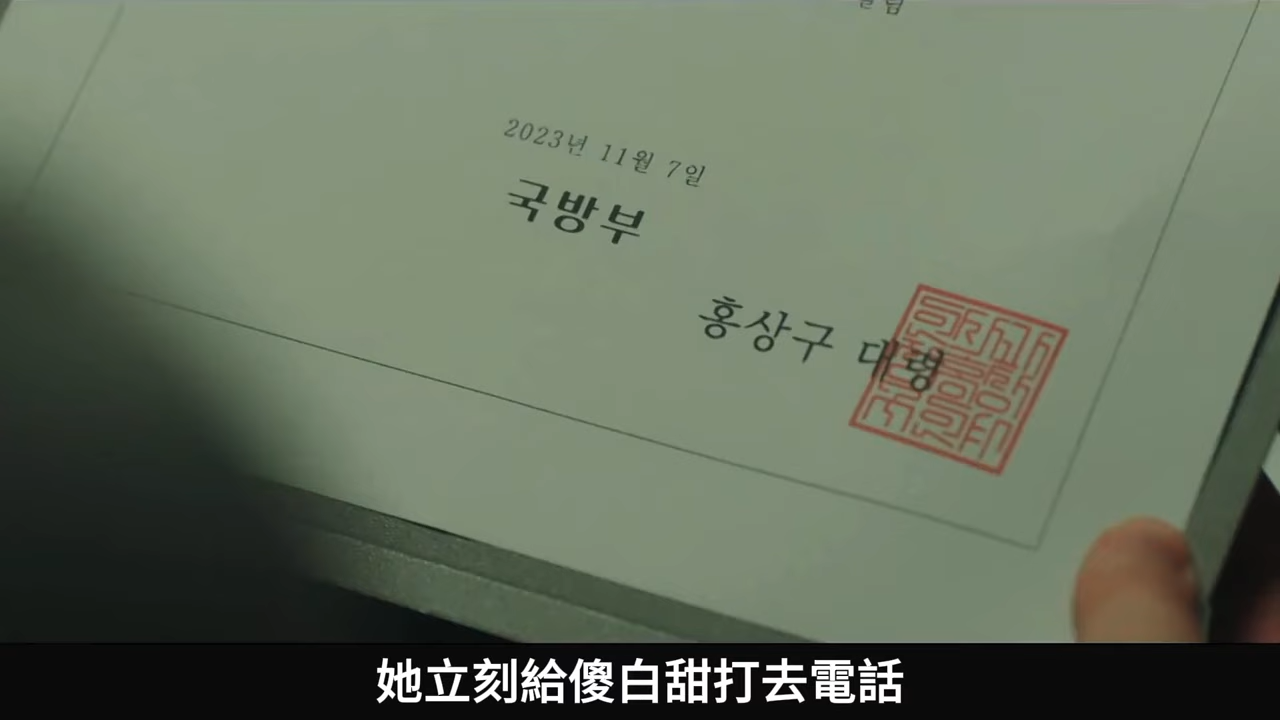 2023년 11월 7일
국방부
홍상구 대령
她立刻給傻白甜打去電話